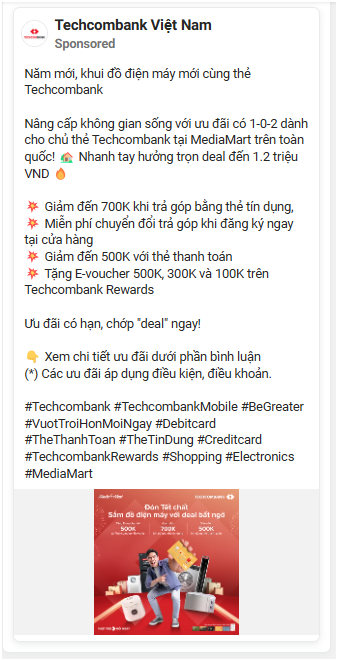 Techcombank Việt Nam
Sponsored
Năm mới, khui đồ điện máy mới cùng thẻ
Techcombank
Nâng cấp không gian sống với ưu đãi có 1-0-2 dành
cho chủ thẻ Techcombank tại MediaMart trên toàn
quốc! 🏠 Nhanh tay hưởng trọn deal đến 1.2 triệu
VND 🔥
💥 Giảm đến 700K khi trả góp bằng thẻ tín dụng,
💥 Miễn phí chuyển đổi trả góp khi đăng ký ngay
tại cửa hàng
💥 Giảm đến 500K với thẻ thanh toán
💥 Tặng E-voucher 500K, 300K và 100K trên
Techcombank Rewards
Ưu đãi có hạn, chớp "deal" ngay!
👇 Xem chi tiết ưu đãi dưới phần bình luận
(*) Các ưu đãi áp dụng điều kiện, điều khoản.
#Techcombank #TechcombankMobile #BeGreater
#VuotTroiHonMoiNgay #Debitcard
#TheThanhToan #TheTinDung #Creditcard
#TechcombankRewards #Shopping #Electronics
#MediaMart
TECHCOMBANK
Đón Tết chất
Sắm đồ điện máy với deal bất ngờ
500K
700K
500K